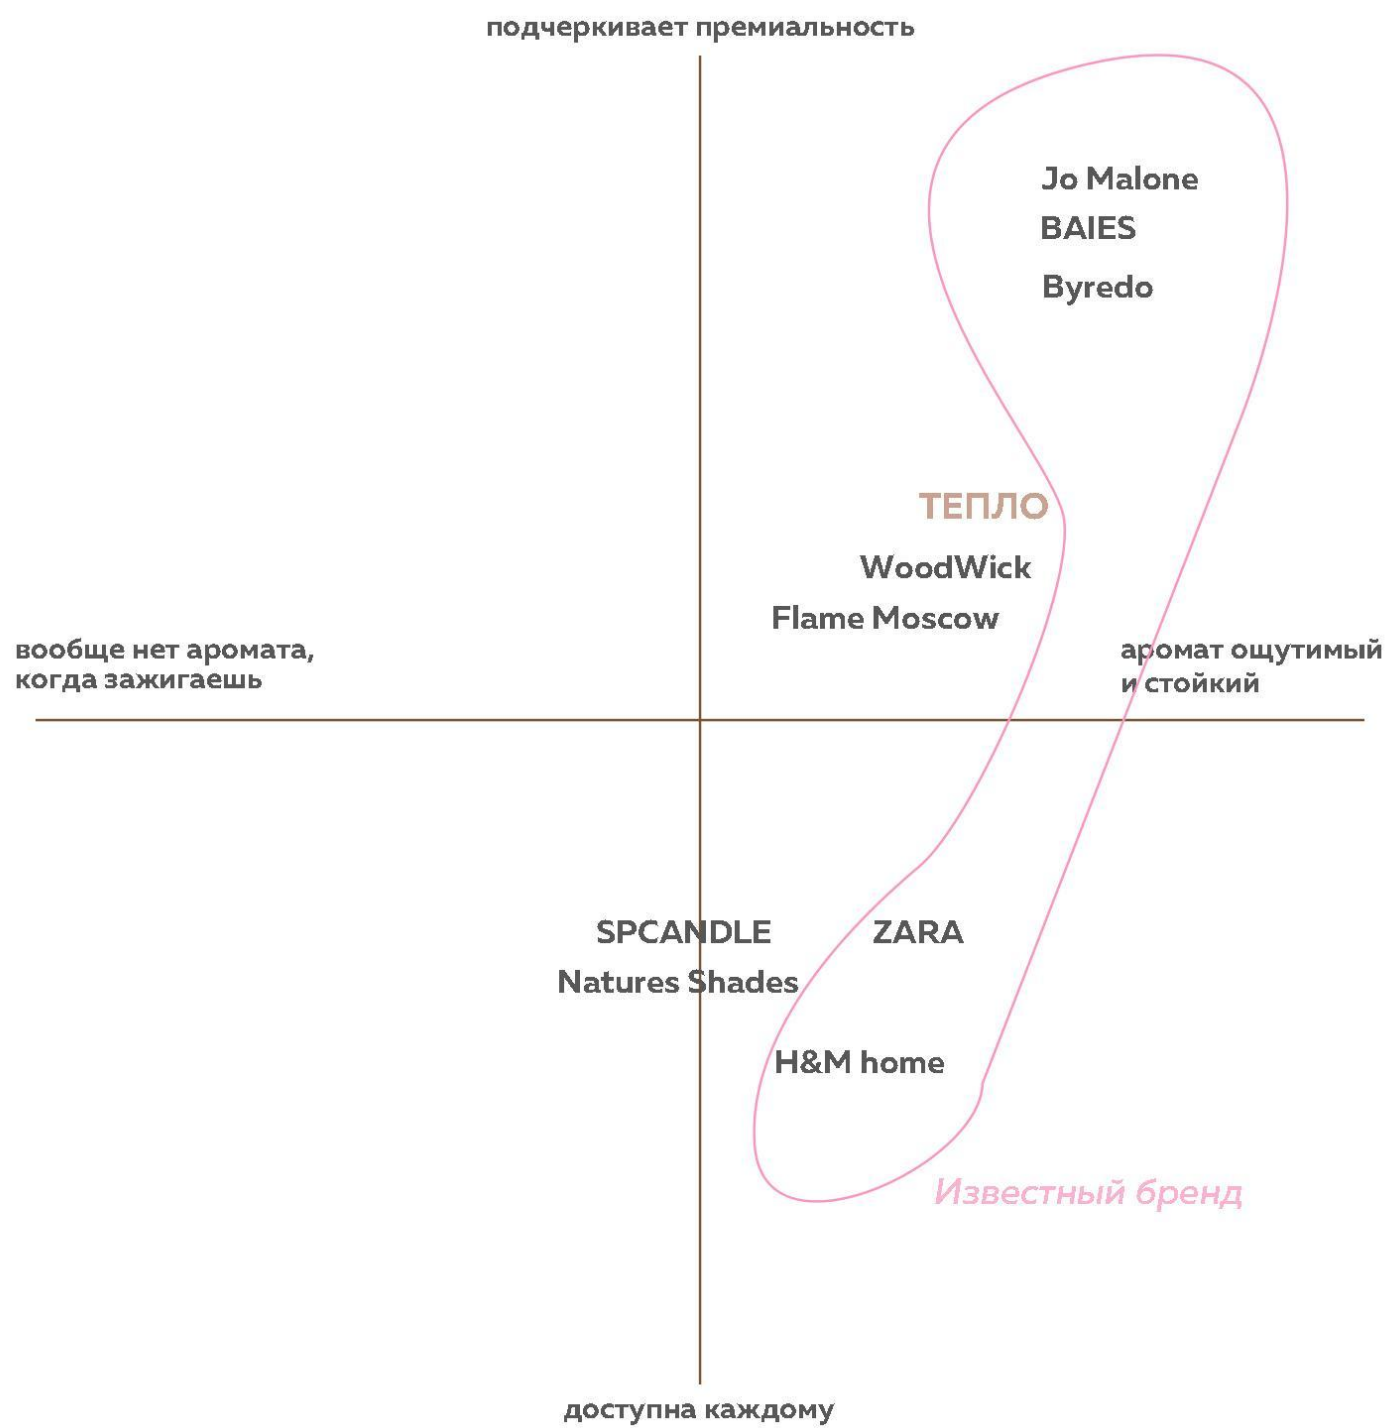 подчеркивает премиальность
Jo Malone
BAIES
Byredo
ТЕПЛО
WoodWick
Flame Moscow
вообще нет аромата,
когда зажигаешь
аромат ощутимый
и стойкий
SPCANDLE
ZARA
Natures Shades
H&M home
Известный бренд
доступна каждому